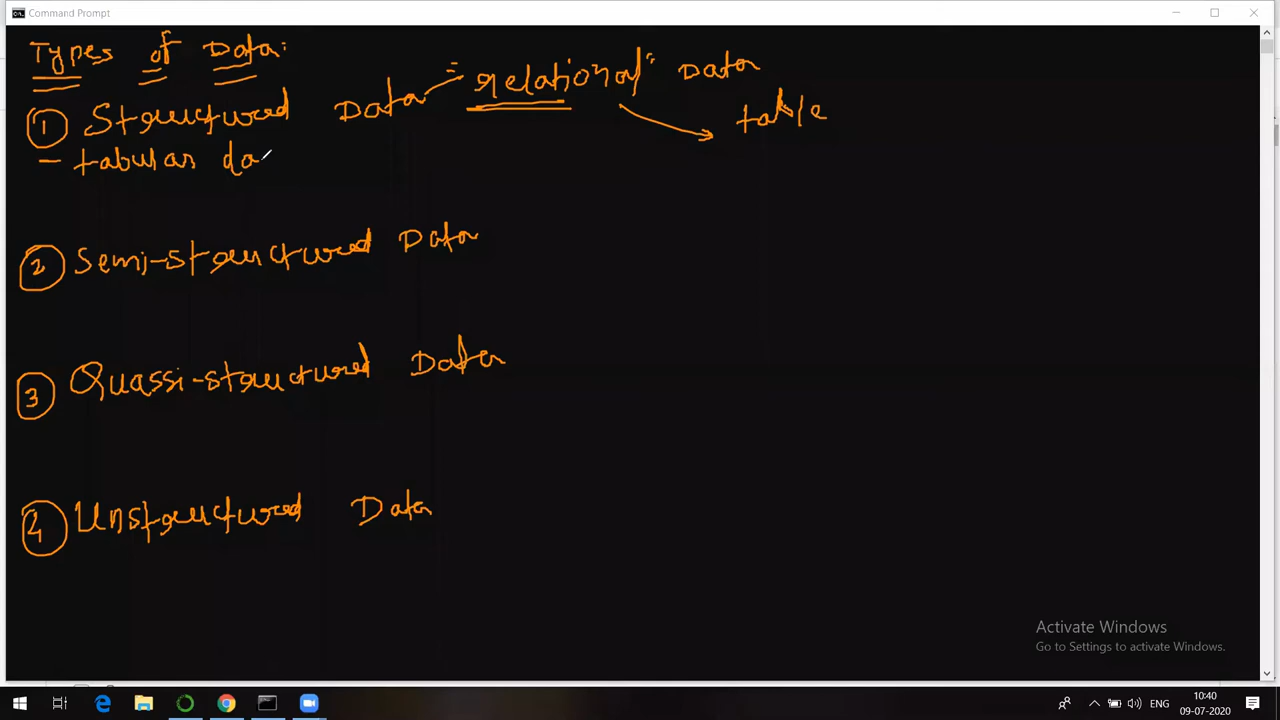 Command Prompt
Types of Data:
① Structured Data - "relational" Data
table
- tabular da
② Semi-structured Data
③ Quassi-structured Data
④ Unstructured Data
Activate Windows
Go to Settings to activate Windows.
ENG
10:40
09-07-2020